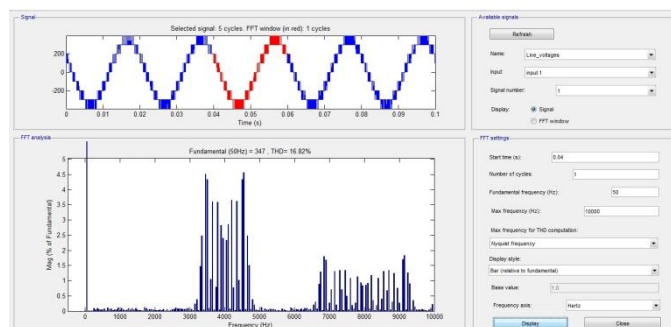 Signal
Selected signal: 5 cycles. FFT window (in red): 1 cycles
200
0
-200
0
0.01
0.02
0.03
0.04
0.05
0.06
0.07
0.08
0.09
0.1
Time (s)
FFT analysis
Fundamental (50Hz) = 347 , THD= 16.82%
Mag (% of Fundamental)
5
4.5
4
3.5
3
2.5
2
1.5
1
0.5
0
0
1000
2000
3000
4000
5000
6000
7000
8000
9000
10000
Frequency (Hz)
Available signals
Refresh
Name:
Line_voltages
Input:
input 1
Signal number:
1
Display:
Signal
FFT window
FFT settings
Start time (s):
0.04
Number of cycles:
1
Fundamental frequency (Hz):
50
Max frequency (Hz):
10000
Max frequency for THD computation:
Nyquist frequency
Display style:
Bar (relative to fundamental)
Base value:
1.0
Frequency axis:
Hertz
Display
Close